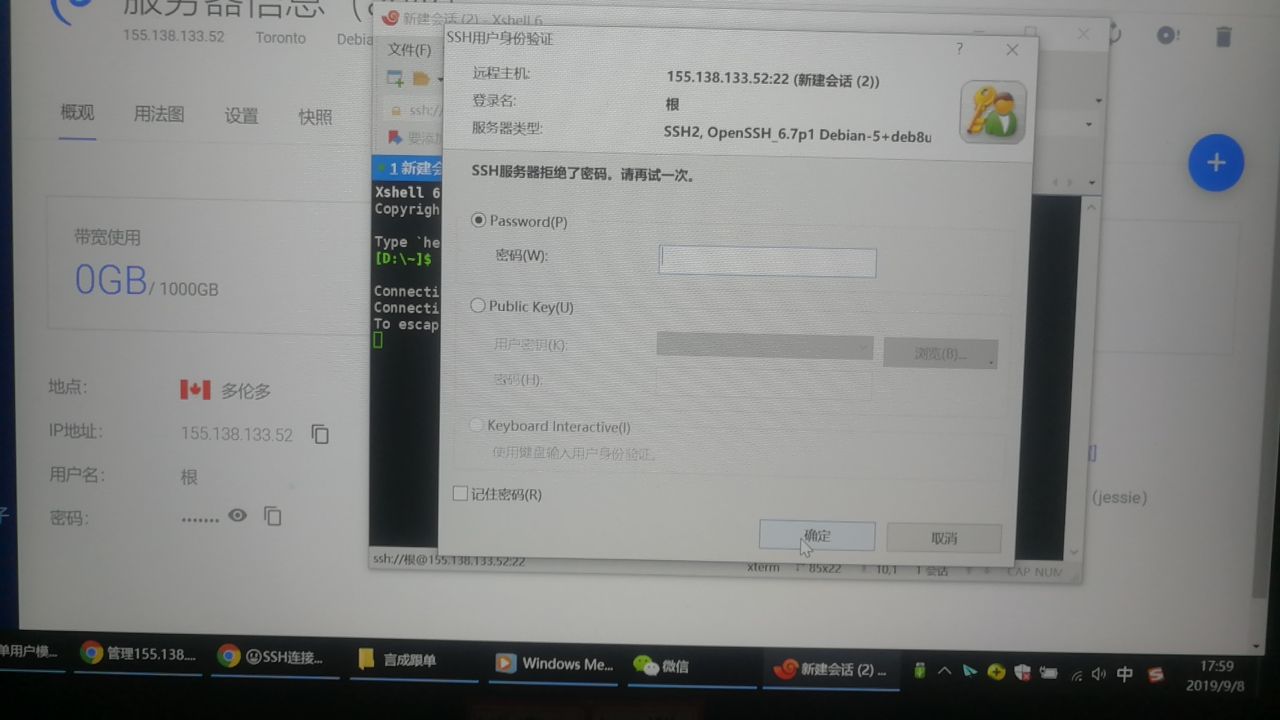 服务器信息
155.138.133.52 Toronto Debia
概观 用法图 设置 快照
带宽使用
0GB / 1000GB
地点: 多伦多
IP地址: 155.138.133.52
用户名: 根
密码: .......
新建会话 (2) - Xshell 6
文件(F)
ssh:/
要添加
1 新建会
Xshell 6
Copyrigh
Type `he
[D:\~]$
Connecti
Connecti
To escap
SSH用户身份验证
? ×
远程主机: 155.138.133.52:22 (新建会话 (2))
登录名: 根
服务器类型: SSH2, OpenSSH_6.7p1 Debian-5+deb8u
SSH服务器拒绝了密码。请再试一次。
Password(P)
密码(W):
Public Key(U)
用户密钥(K): 浏览(B)...
密码(H):
Keyboard Interactive(I)
使用键盘输入用户身份验证。
记住密码(R)
确定 取消
(jessie)
ssh://根@155.138.133.52:22 xterm 85x22 10,1 1 会话 CAP NUM
单用户模... 管理155.138.... SSH连接... 言成跟单 Windows Me... 微信 新建会话 (2) ... 中 17:59
2019/9/8